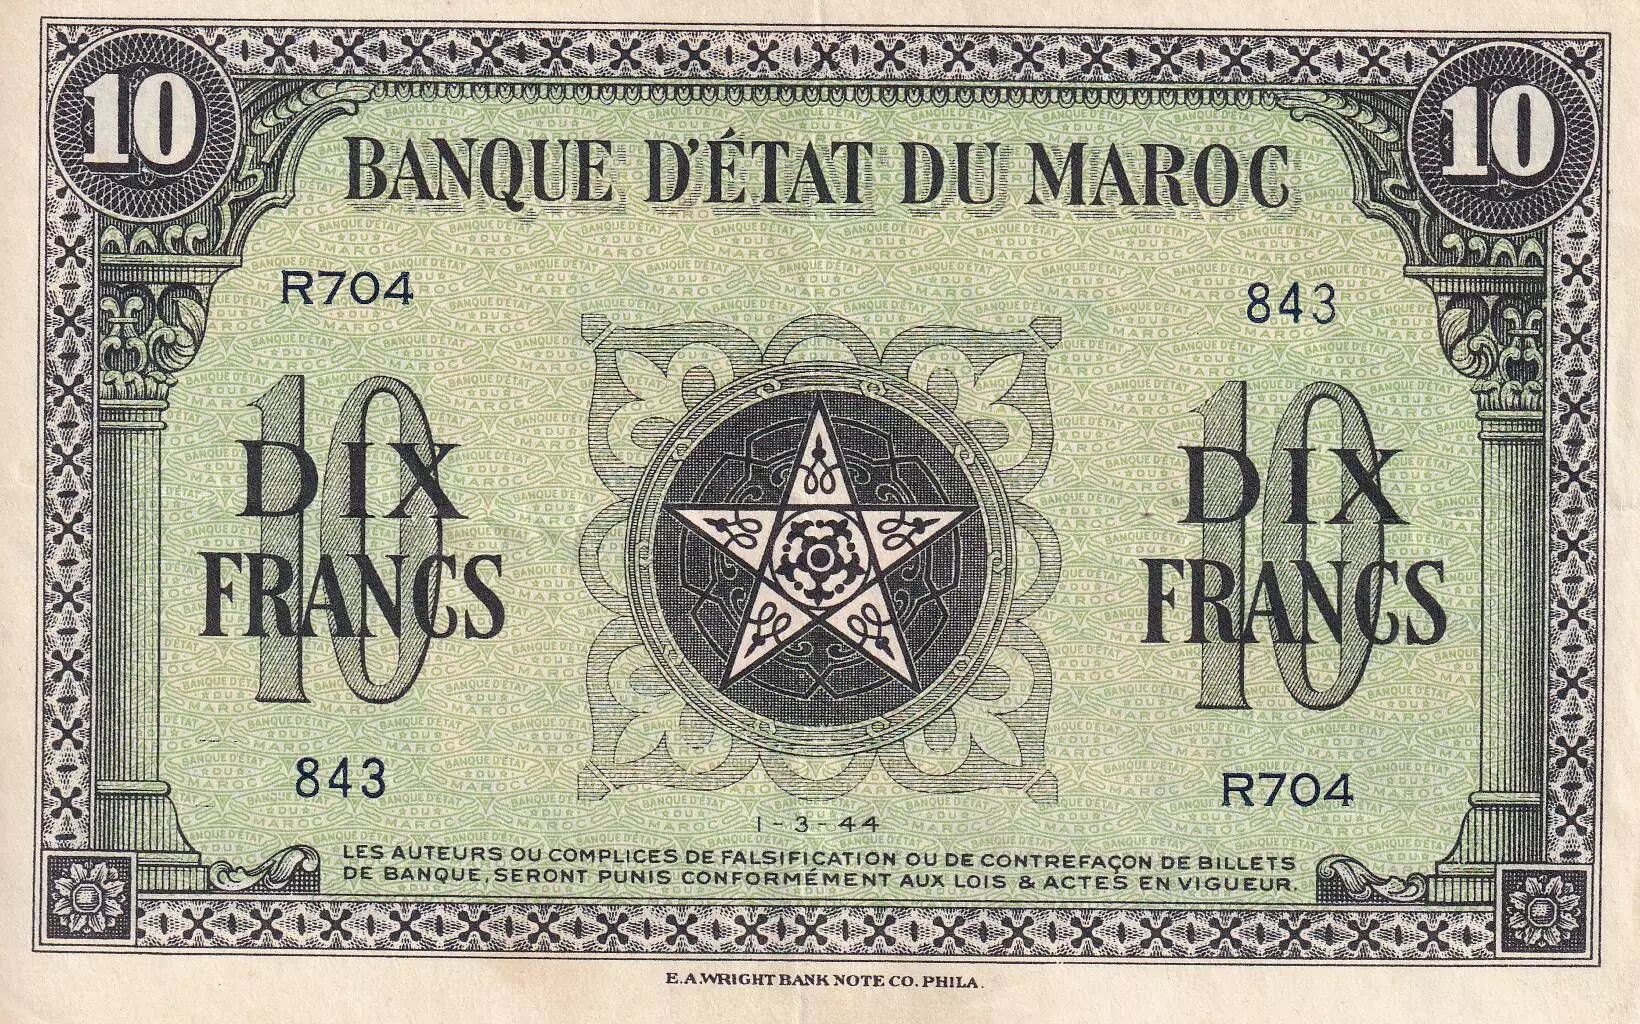 10 10
BANQUE D'ÉTAT DU MAROC
R704 843
10 10
DIX DIX
FRANCS FRANCS
843 R704
1-3-44
LES AUTEURS OU COMPLICES DE FALSIFICATION OU DE CONTREFAÇON DE BILLETS
DE BANQUE, SERONT PUNIS CONFORMÉMENT AUX LOIS & ACTES EN VIGUEUR.
E.A.WRIGHT BANK NOTE CO. PHILA.